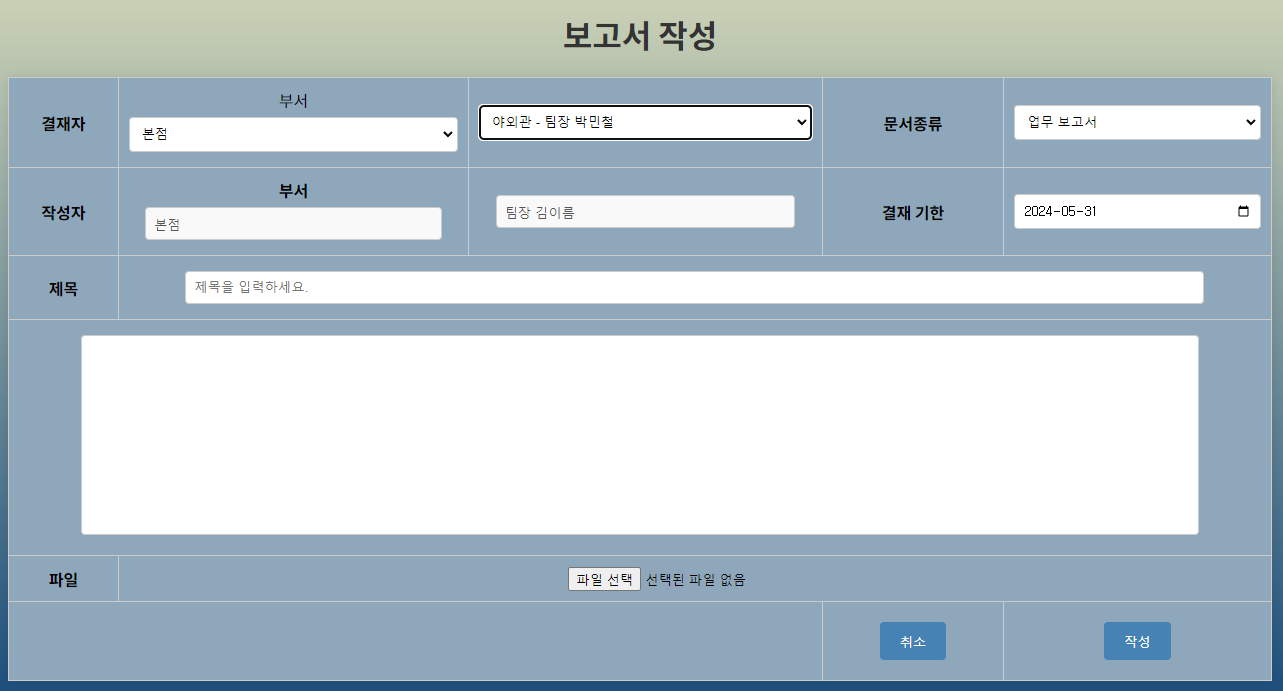 보고서 작성
결재자
부서
본점
야외관 - 팀장 박민철
문서종류
업무 보고서
작성자
부서
본점
팀장 김이름
결재 기한
2024-05-31
제목
제목을 입력하세요.
파일
파일 선택 선택된 파일 없음
취소
작성